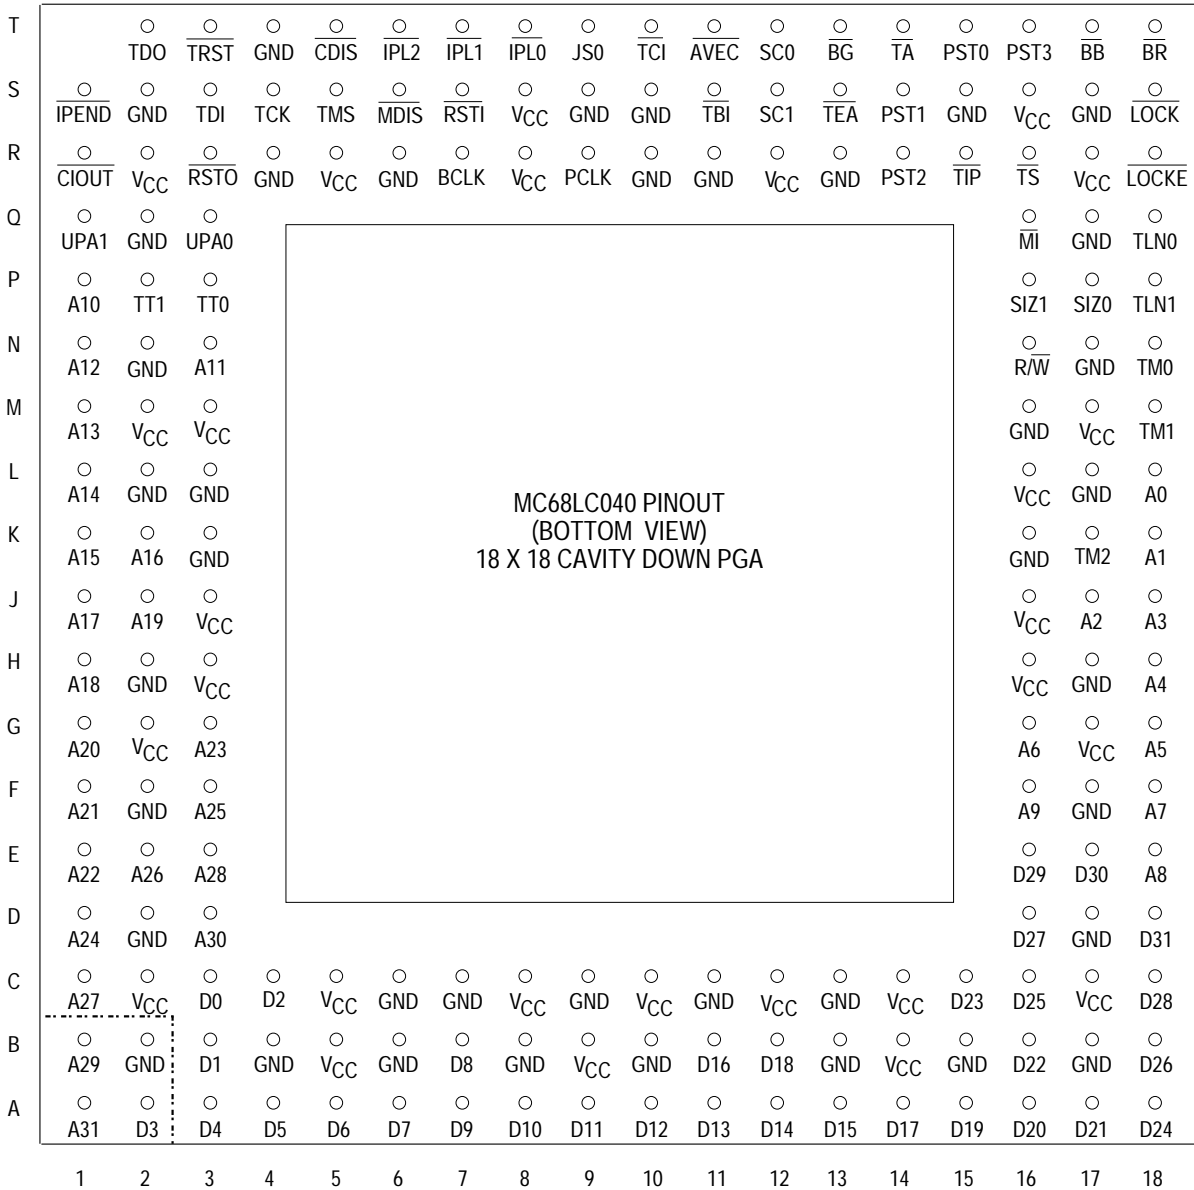 T
TDO TRST GND CDIS IPL2 IPL1 IPL0 JS0 TCI AVEC SC0 BG TA PST0 PST3 BB BR
S
IPEND GND TDI TCK TMS MDIS RSTI VCC GND GND TBI SC1 TEA PST1 GND VCC GND LOCK
R
CIOUT VCC RSTO GND VCC GND BCLK VCC PCLK GND GND VCC GND PST2 TIP TS VCC LOCKE
Q
UPA1 GND UPA0 MI GND TLN0
P
A10 TT1 TT0 SIZ1 SIZ0 TLN1
N
A12 GND A11 R/W GND TM0
M
A13 VCC VCC GND VCC TM1
L
A14 GND GND VCC GND A0
MC68LC040 PINOUT
(BOTTOM VIEW)
18 X 18 CAVITY DOWN PGA
K
A15 A16 GND GND TM2 A1
J
A17 A19 VCC VCC A2 A3
H
A18 GND VCC VCC GND A4
G
A20 VCC A23 A6 VCC A5
F
A21 GND A25 A9 GND A7
E
A22 A26 A28 D29 D30 A8
D
A24 GND A30 D27 GND D31
C
A27 VCC D0 D2 VCC GND GND VCC GND VCC GND VCC GND VCC D23 D25 VCC D28
B
A29 GND D1 GND VCC GND D8 GND VCC GND D16 D18 GND VCC GND D22 GND D26
A
A31 D3 D4 D5 D6 D7 D9 D10 D11 D12 D13 D14 D15 D17 D19 D20 D21 D24
1 2 3 4 5 6 7 8 9 10 11 12 13 14 15 16 17 18